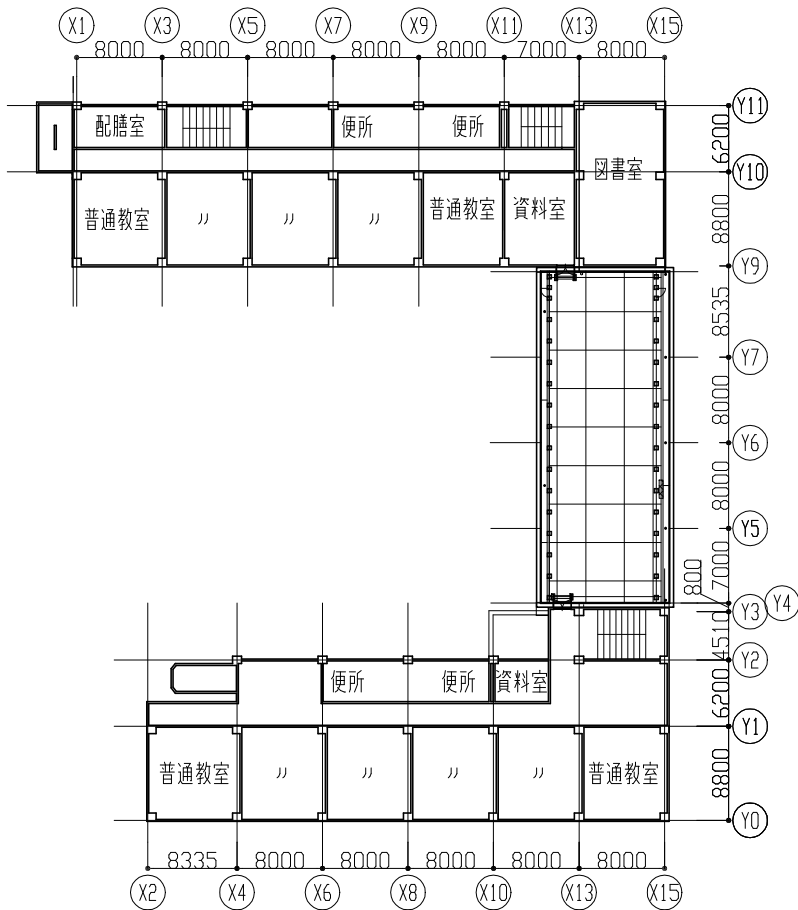 X1 X3 X5 X7 X9 X11 X13 X15
8000 8000 8000 8000 8000 7000 8000
Y11
配膳室 便所 便所
6200
図書室
Y10
普通教室 〃 〃 〃 普通教室 資料室
8800
Y9
8535
Y7
8000
Y6
8000
Y5
7000
800
Y3 Y4
4510
Y2
便所 便所 資料室
6200
Y1
普通教室 〃 〃 〃 〃 普通教室
8800
Y0
8335 8000 8000 8000 8000 8000
X2 X4 X6 X8 X10 X13 X15